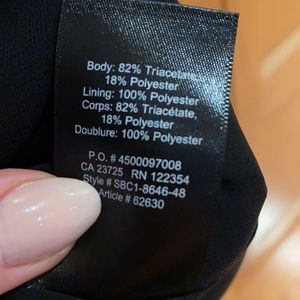 Body: 82% Triacetate,
18% Polyester
Lining: 100% Polyester
Corps: 82% Triacétate,
18% Polyester
Doublure: 100% Polyester
P.O. # 4500097008
CA 23725 RN 122354
Style # SBC1-8646-48
Article # 62630